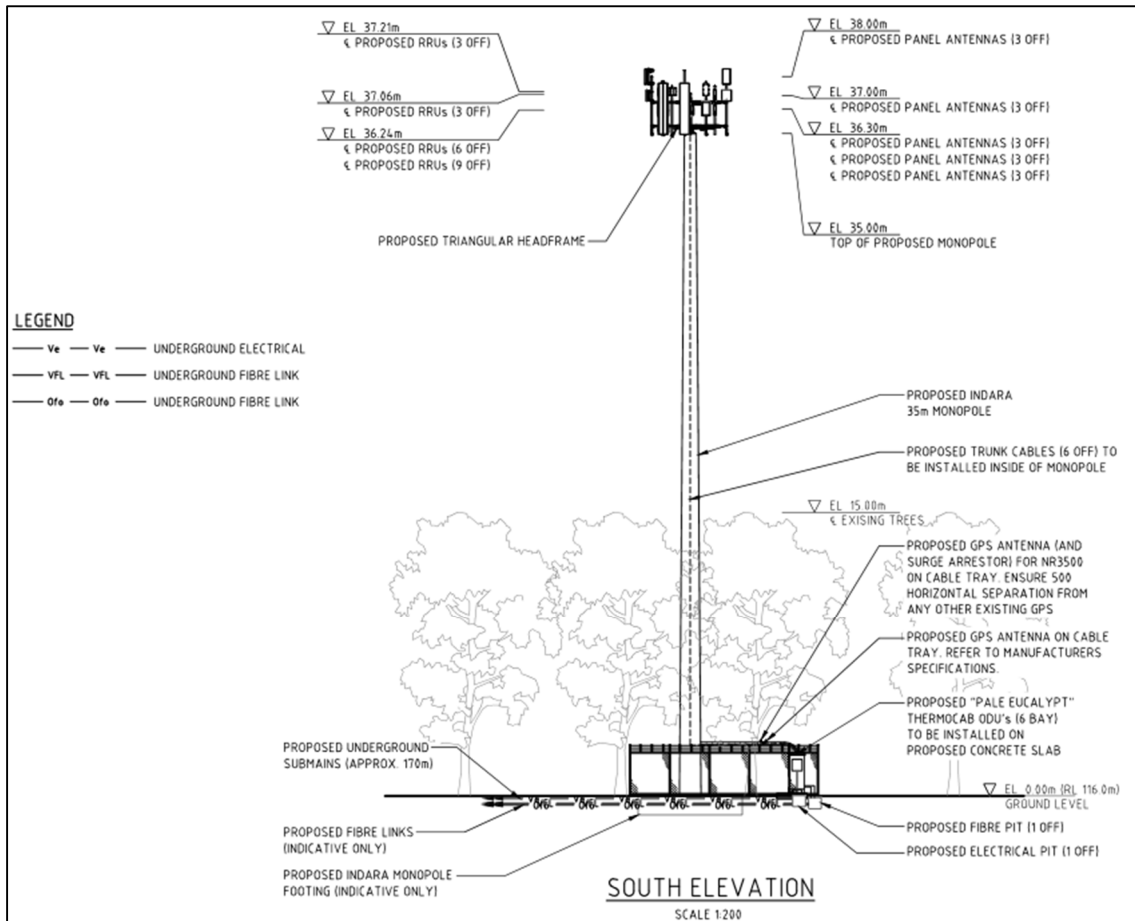 EL 37.21m
℄ PROPOSED RRUs (3 OFF)
EL 37.06m
℄ PROPOSED RRUs (3 OFF)
EL 36.24m
℄ PROPOSED RRUs (6 OFF)
℄ PROPOSED RRUs (9 OFF)
PROPOSED TRIANGULAR HEADFRAME
EL 38.00m
℄ PROPOSED PANEL ANTENNAS (3 OFF)
EL 37.00m
℄ PROPOSED PANEL ANTENNAS (3 OFF)
EL 36.30m
℄ PROPOSED PANEL ANTENNAS (3 OFF)
℄ PROPOSED PANEL ANTENNAS (3 OFF)
℄ PROPOSED PANEL ANTENNAS (3 OFF)
EL 35.00m
TOP OF PROPOSED MONOPOLE
LEGEND
Ve Ve UNDERGROUND ELECTRICAL
VFL VFL UNDERGROUND FIBRE LINK
Ofo Ofo UNDERGROUND FIBRE LINK
PROPOSED INDARA
35m MONOPOLE
PROPOSED TRUNK CABLES (6 OFF) TO
BE INSTALLED INSIDE OF MONOPOLE
EL 15.00m
℄ EXISING TREES
PROPOSED GPS ANTENNA (AND
SURGE ARRESTOR) FOR NR3500
ON CABLE TRAY. ENSURE 500
HORIZONTAL SEPARATION FROM
ANY OTHER EXISTING GPS
PROPOSED GPS ANTENNA ON CABLE
TRAY. REFER TO MANUFACTURERS
SPECIFICATIONS.
PROPOSED "PALE EUCALYPT"
THERMOCAB ODU's (6 BAY)
TO BE INSTALLED ON
PROPOSED CONCRETE SLAB
PROPOSED UNDERGROUND
SUBMAINS (APPROX. 170m)
EL 0.00m (RL 116.0m)
GROUND LEVEL
PROPOSED FIBRE LINKS
(INDICATIVE ONLY)
PROPOSED FIBRE PIT (1 OFF)
PROPOSED ELECTRICAL PIT (1 OFF)
PROPOSED INDARA MONOPOLE
FOOTING (INDICATIVE ONLY)
SOUTH ELEVATION
SCALE 1:200